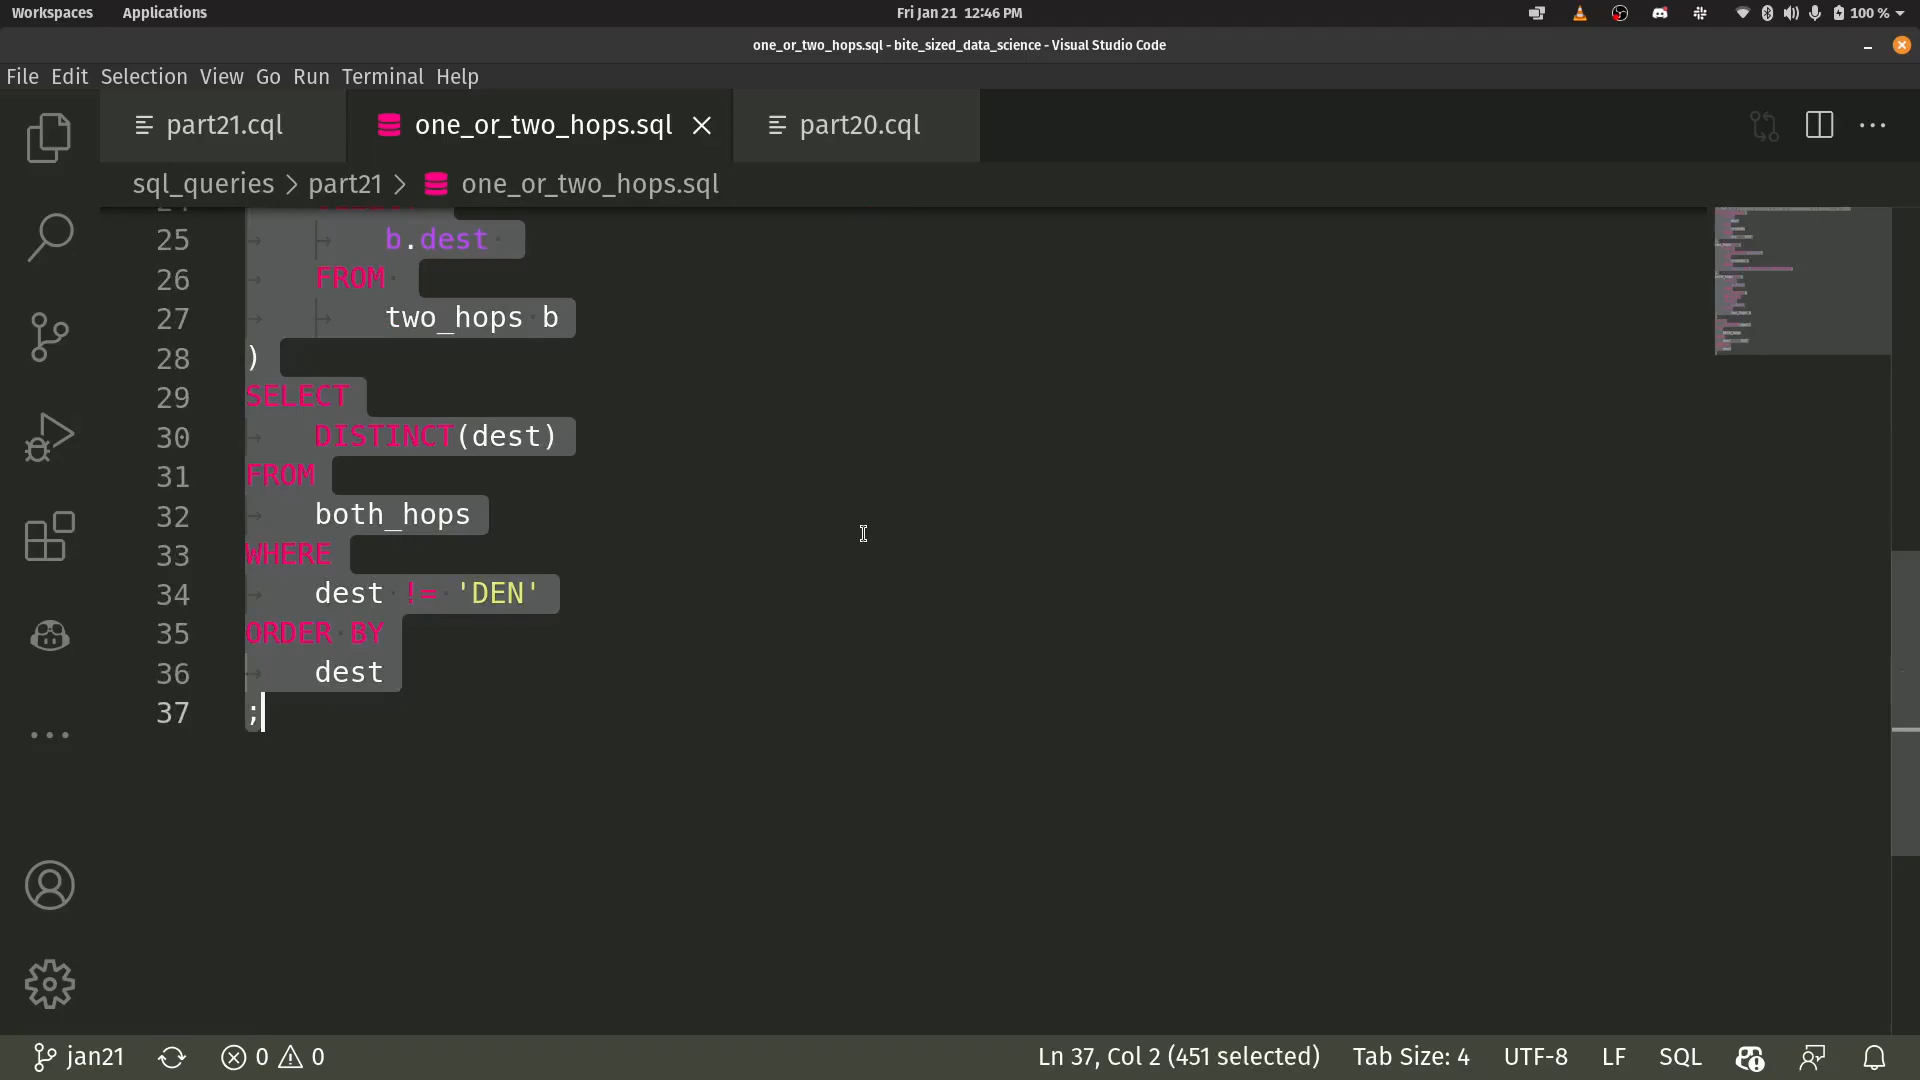 Workspaces Applications Fri Jan 21 12:46 PM 100 %
one_or_two_hops.sql - bite_sized_data_science - Visual Studio Code
File Edit Selection View Go Run Terminal Help
part21.cql one_or_two_hops.sql part20.cql
sql_queries > part21 > one_or_two_hops.sql
25 b.dest
26 FROM
27 two_hops b
28 )
29 SELECT
30 DISTINCT(dest)
31 FROM
32 both_hops
33 WHERE
34 dest != 'DEN'
35 ORDER BY
36 dest
37 ;
jan21 0 0 Ln 37, Col 2 (451 selected) Tab Size: 4 UTF-8 LF SQL